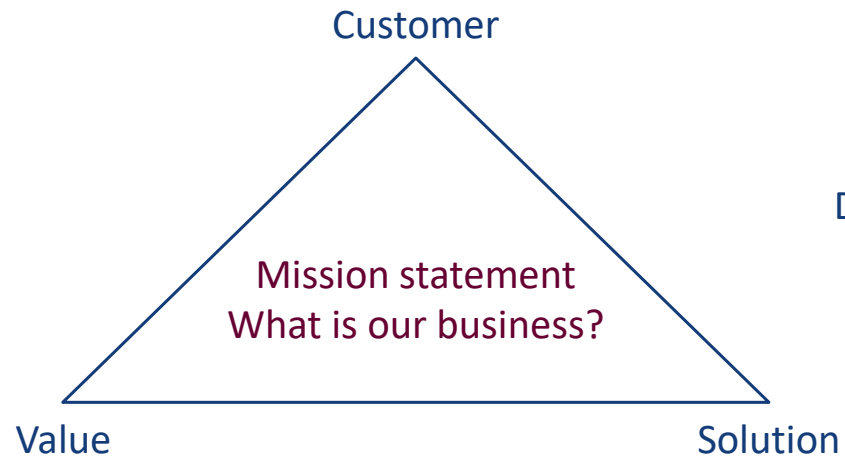 Customer
D
Mission statement
What is our business?
Value
Solution